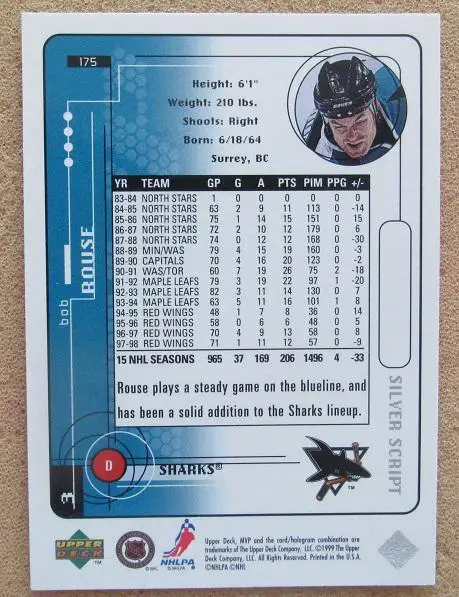 175
Height: 6'1"
Weight: 210 lbs.
Shoots: Right
Born: 6/18/64
Surrey, BC
bob ROUSE
YR TEAM GP G A PTS PIM PPG +/-
83-84 NORTH STARS 1 0 0 0 0 0 0
84-85 NORTH STARS 63 2 9 11 113 0 -14
85-86 NORTH STARS 75 1 14 15 151 0 15
86-87 NORTH STARS 72 2 10 12 179 0 6
87-88 NORTH STARS 74 0 12 12 168 0 -30
88-89 MIN/WAS 79 4 15 19 160 0 -3
89-90 CAPITALS 70 4 16 20 123 0 -2
90-91 WAS/TOR 60 7 19 26 75 2 -18
91-92 MAPLE LEAFS 79 3 19 22 97 1 -20
92-93 MAPLE LEAFS 82 3 11 14 130 0 7
93-94 MAPLE LEAFS 63 5 11 16 101 1 8
94-95 RED WINGS 48 1 7 8 36 0 14
95-96 RED WINGS 58 0 6 6 48 0 5
96-97 RED WINGS 70 4 9 13 58 0 8
97-98 RED WINGS 71 1 11 12 57 0 -9
15 NHL SEASONS 965 37 169 206 1496 4 -33
Rouse plays a steady game on the blueline, and
has been a solid addition to the Sharks lineup.
SILVER SCRIPT
3
D
SHARKS®
TM
UPPER DECK TM
NHLPA
©NHL ©NHLPA
Upper Deck, MVP and the card/hologram combination are
trademarks of The Upper Deck Company, LLC. ©1999 The Upper
Deck Company, LLC. All Rights Reserved. Printed in the U.S.A.
©NHLPA ©NHL